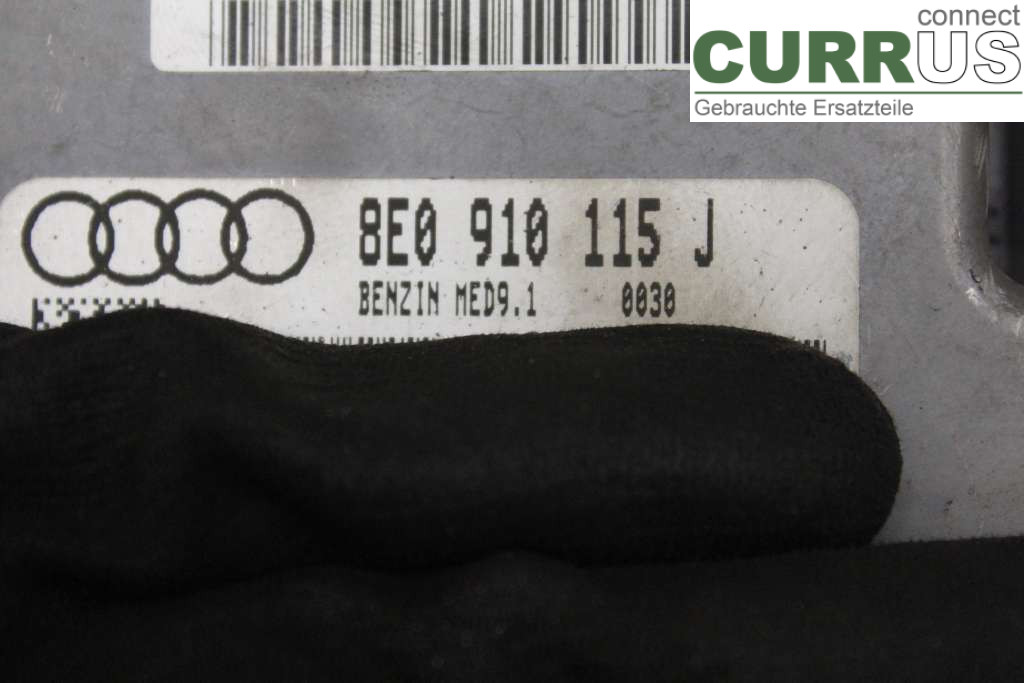 connect
CURRUS
Gebrauchte Ersatzteile
8E0 910 115 J
BENZIN MED9.1 0030